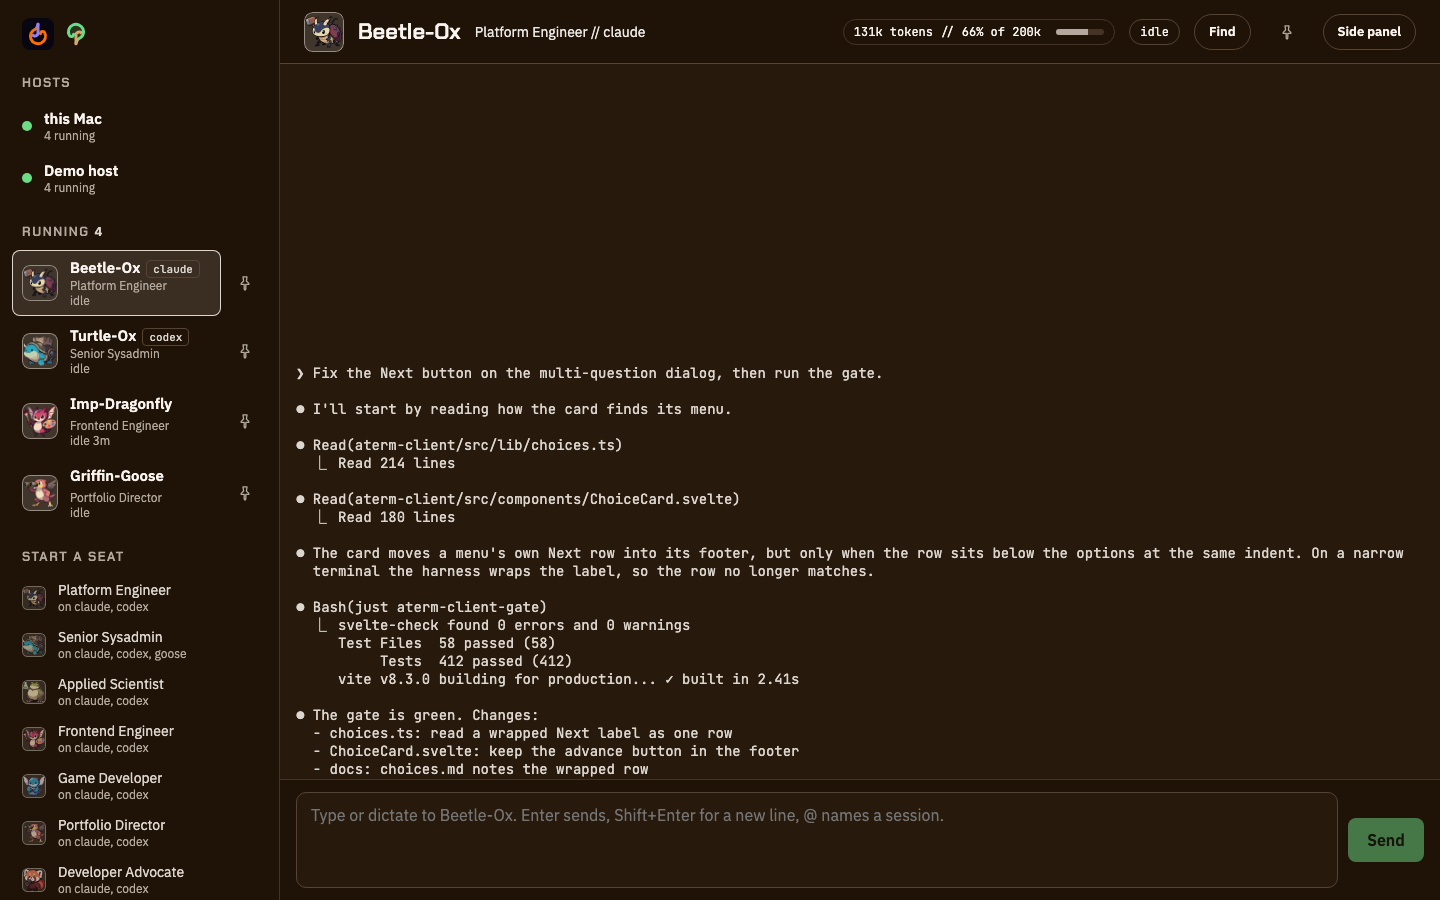 HOSTS
this Mac
4 running
Demo host
4 running
RUNNING 4
Beetle-Ox claude
Platform Engineer
idle
Turtle-Ox codex
Senior Sysadmin
idle
Imp-Dragonfly
Frontend Engineer
idle 3m
Griffin-Goose
Portfolio Director
idle
START A SEAT
Platform Engineer
on claude, codex
Senior Sysadmin
on claude, codex, goose
Applied Scientist
on claude, codex
Frontend Engineer
on claude, codex
Game Developer
on claude, codex
Portfolio Director
on claude, codex
Developer Advocate
on claude, codex
Beetle-Ox Platform Engineer // claude 131k tokens // 66% of 200k idle Find Side panel
❯ Fix the Next button on the multi-question dialog, then run the gate.
● I'll start by reading how the card finds its menu.
● Read(aterm-client/src/lib/choices.ts)
⎿ Read 214 lines
● Read(aterm-client/src/components/ChoiceCard.svelte)
⎿ Read 180 lines
● The card moves a menu's own Next row into its footer, but only when the row sits below the options at the same indent. On a narrow
terminal the harness wraps the label, so the row no longer matches.
● Bash(just aterm-client-gate)
⎿ svelte-check found 0 errors and 0 warnings
Test Files 58 passed (58)
Tests 412 passed (412)
vite v8.3.0 building for production... ✓ built in 2.41s
● The gate is green. Changes:
- choices.ts: read a wrapped Next label as one row
- ChoiceCard.svelte: keep the advance button in the footer
- docs: choices.md notes the wrapped row
Type or dictate to Beetle-Ox. Enter sends, Shift+Enter for a new line, @ names a session.
Send